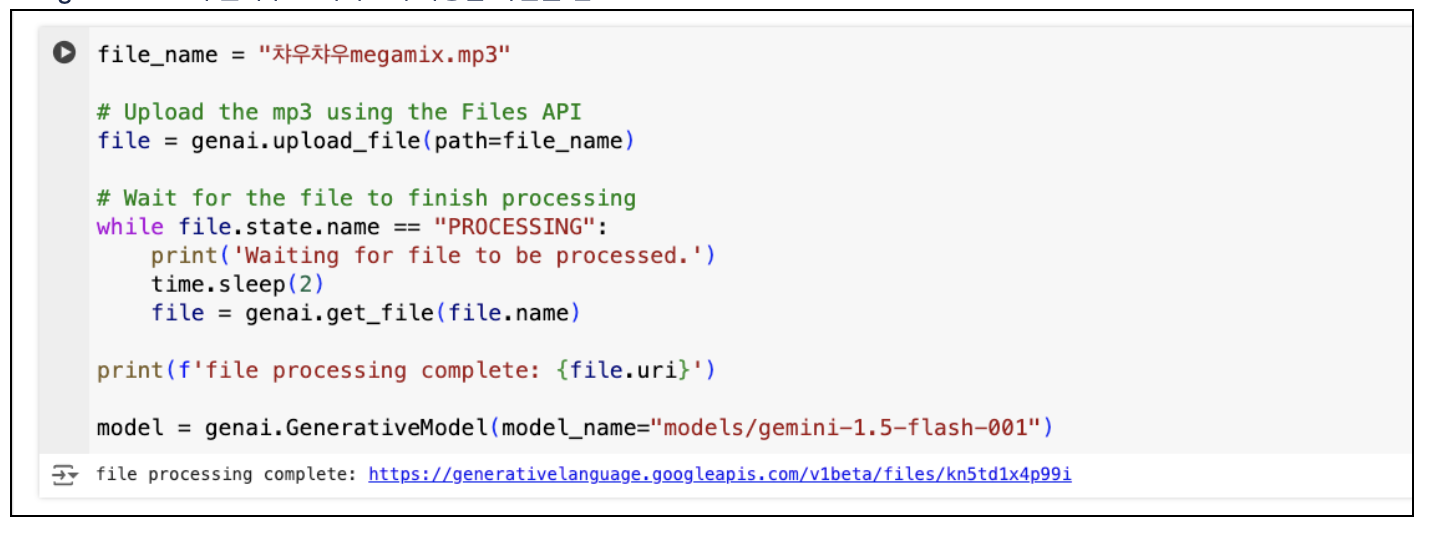 file_name = "챠우챠우megamix.mp3"
# Upload the mp3 using the Files API
file = genai.upload_file(path=file_name)
# Wait for the file to finish processing
while file.state.name == "PROCESSING":
    print('Waiting for file to be processed.')
    time.sleep(2)
    file = genai.get_file(file.name)
print(f'file processing complete: {file.uri}')
model = genai.GenerativeModel(model_name="models/gemini-1.5-flash-001")
file processing complete: https://generativelanguage.googleapis.com/v1beta/files/kn5td1x4p99i